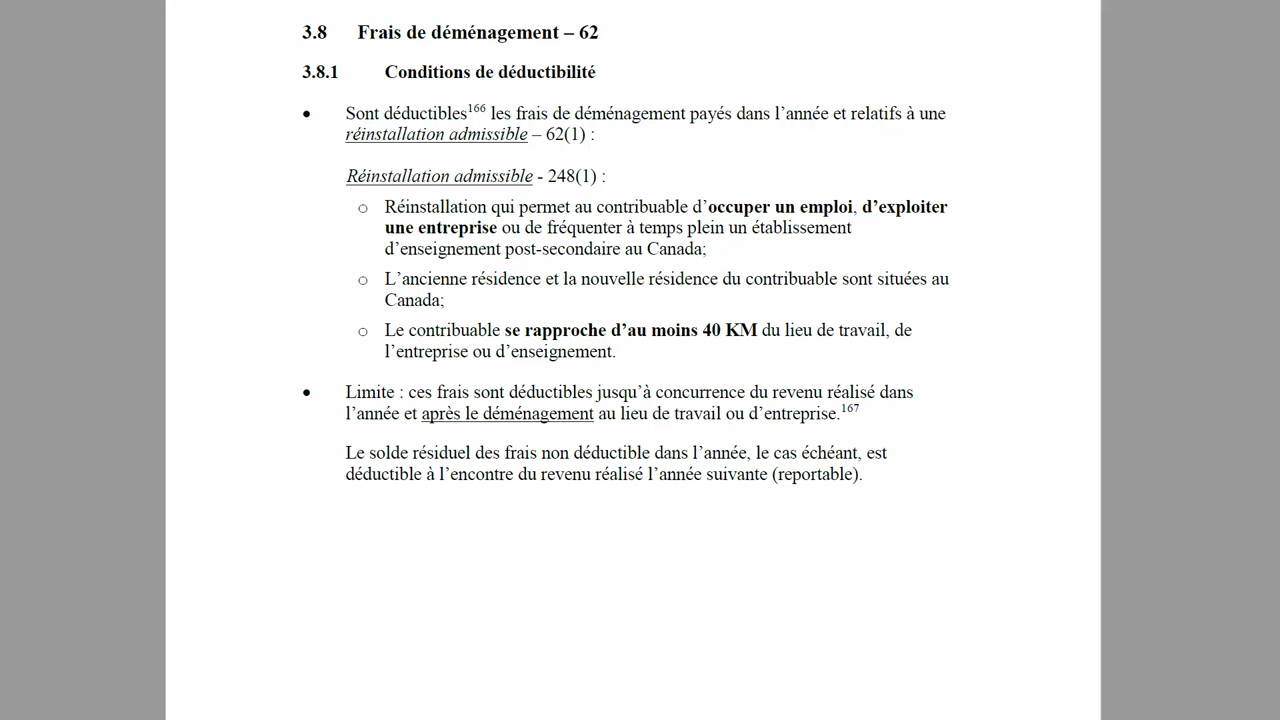 3.8 Frais de déménagement – 62
3.8.1 Conditions de déductibilité
• Sont déductibles166 les frais de déménagement payés dans l’année et relatifs à une
réinstallation admissible – 62(1) :
Réinstallation admissible - 248(1) :
o Réinstallation qui permet au contribuable d’occuper un emploi, d’exploiter
une entreprise ou de fréquenter à temps plein un établissement
d’enseignement post-secondaire au Canada;
o L’ancienne résidence et la nouvelle résidence du contribuable sont situées au
Canada;
o Le contribuable se rapproche d’au moins 40 KM du lieu de travail, de
l’entreprise ou d’enseignement.
• Limite : ces frais sont déductibles jusqu’à concurrence du revenu réalisé dans
l’année et après le déménagement au lieu de travail ou d’entreprise.167
Le solde résiduel des frais non déductible dans l’année, le cas échéant, est
déductible à l’encontre du revenu réalisé l’année suivante (reportable).